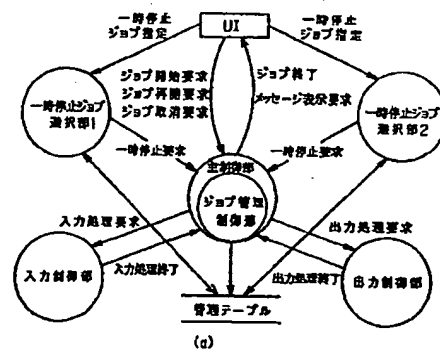 一時停止
ジョブ指定
UI
一時停止
ジョブ指定
一時停止ジョブ
選択部1
ジョブ開始要求
ジョブ再開要求
ジョブ取消要求
ジョブ終了
メッセージ表示要求
一時停止ジョブ
選択部2
一時停止要求
一時停止要求
主制御部
ジョブ管理
制御部
入力処理要求
出力処理要求
入力制御部
入力処理終了
出力処理終了
出力制御部
管理テーブル
(a)